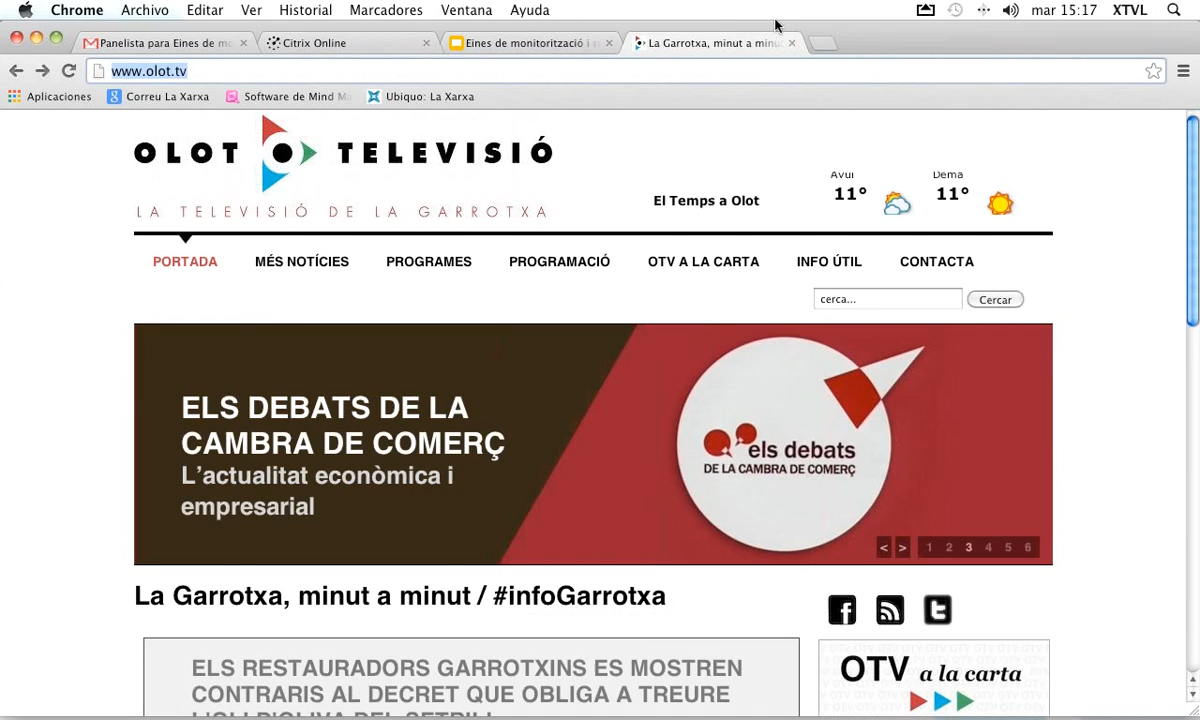 Chrome Archivo Editar Ver Historial Marcadores Ventana Ayuda mar 15:17 XTVL
Panelista para Eines de mo Citrix Online Eines de monitorització i La Garrotxa, minut a minu
www.olot.tv
Aplicaciones Correu La Xarxa Software de Mind Ubiquo: La Xarxa
OLOT TELEVISIÓ
LA TELEVISIÓ DE LA GARROTXA
El Temps a Olot
Avui Demà
11° 11°
PORTADA MÉS NOTÍCIES PROGRAMES PROGRAMACIÓ OTV A LA CARTA INFO ÚTIL CONTACTA
cerca... Cercar
ELS DEBATS DE LA
CAMBRA DE COMERÇ
L'actualitat econòmica i
empresarial
els debats
DE LA CAMBRA DE COMERÇ
< > 1 2 3 4 5 6
La Garrotxa, minut a minut / #infoGarrotxa
ELS RESTAURADORS GARROTXINS ES MOSTREN
CONTRARIS AL DECRET QUE OBLIGA A TREURE
L'OLI D'OLIVA DEL SETRILL
OTV a la carta